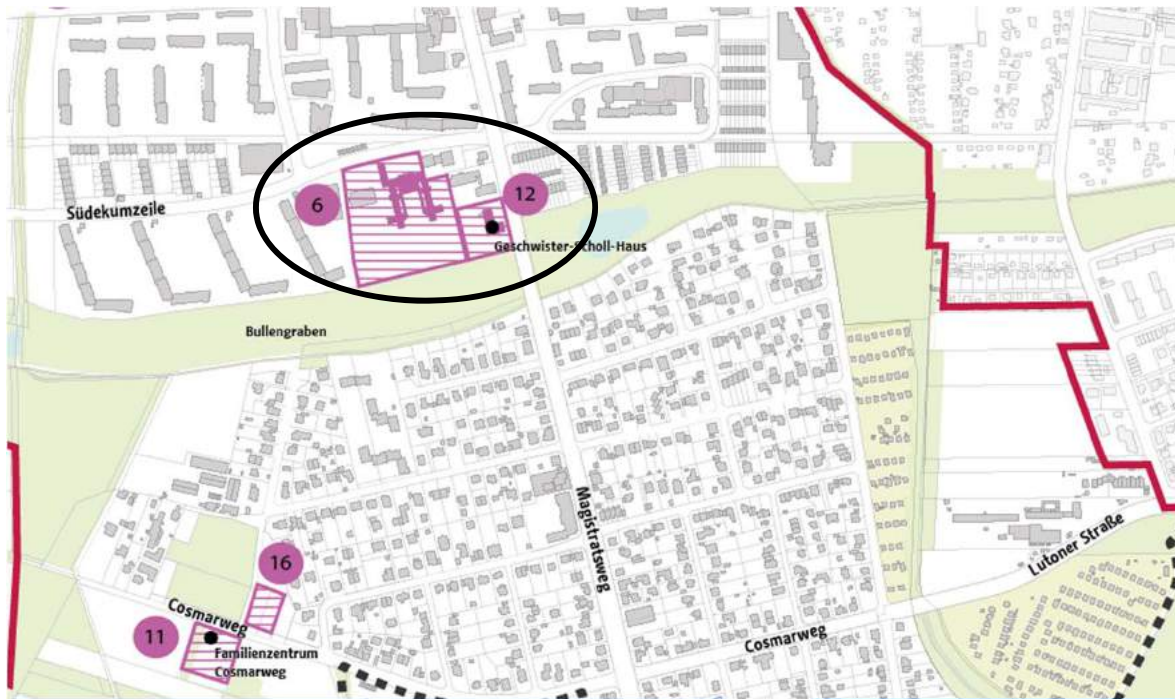 6
12
Südekumzeile
Geschwister-Scholl-Haus
Bullengraben
Magistratsweg
16
Cosmarweg
11
Familienzentrum
Cosmarweg
Cosmarweg
Lutoner Straße